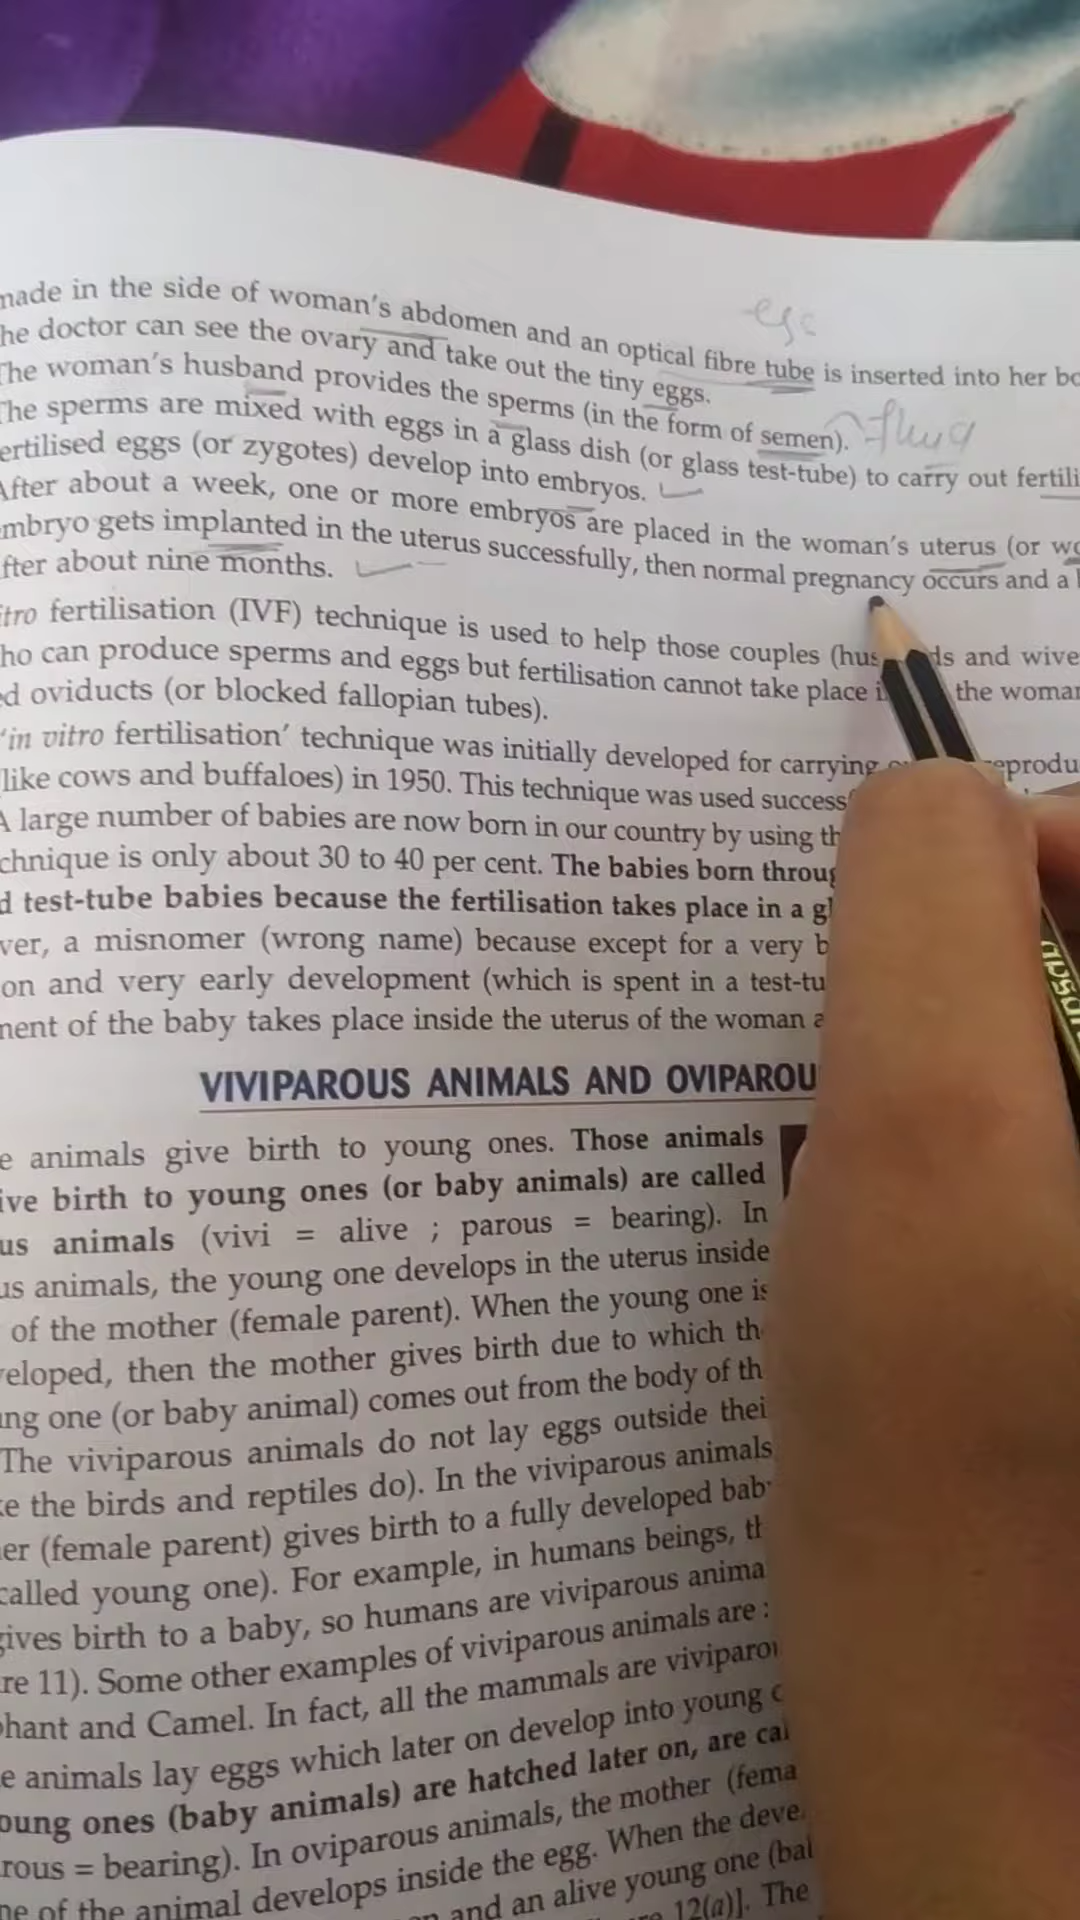 made in the side of woman's abdomen and an optical fibre tube is inserted into her
he doctor can see the ovary and take out the tiny eggs.
The woman's husband provides the sperms (in the form of semen).
The sperms are mixed with eggs in a glass dish (or glass test-tube) to carry out fertili
ertilised eggs (or zygotes) develop into embryos.
After about a week, one or more embryos are placed in the woman's uterus (or
mbryo gets implanted in the uterus successfully, then normal pregnancy occurs and a
fter about nine months.
itro fertilisation (IVF) technique is used to help those couples (hus ds and wive
ho can produce sperms and eggs but fertilisation cannot take place i the woman
ed oviducts (or blocked fallopian tubes).
'in vitro fertilisation' technique was initially developed for carrying eprodu
like cows and buffaloes) in 1950. This technique was used success
A large number of babies are now born in our country by using th
chnique is only about 30 to 40 per cent. The babies born throug
d test-tube babies because the fertilisation takes place in a gl
ver, a misnomer (wrong name) because except for a very b
on and very early development (which is spent in a test-tu
ment of the baby takes place inside the uterus of the woman a
VIVIPAROUS ANIMALS AND OVIPAROU
e animals give birth to young ones. Those animals
ive birth to young ones (or baby animals) are called
us animals (vivi = alive ; parous = bearing). In
us animals, the young one develops in the uterus inside
of the mother (female parent). When the young one is
veloped, then the mother gives birth due to which th
ung one (or baby animal) comes out from the body of th
The viviparous animals do not lay eggs outside thei
ke the birds and reptiles do). In the viviparous animals
er (female parent) gives birth to a fully developed bab
called young one). For example, in humans beings, th
gives birth to a baby, so humans are viviparous anima
re 11). Some other examples of viviparous animals are :
phant and Camel. In fact, all the mammals are viviparou
e animals lay eggs which later on develop into young
oung ones (baby animals) are hatched later on, are cal
rous = bearing). In oviparous animals, the mother (fema
ne of the animal develops inside the egg. When the deve
and an alive young one (bal
12(a)]. The
apsara